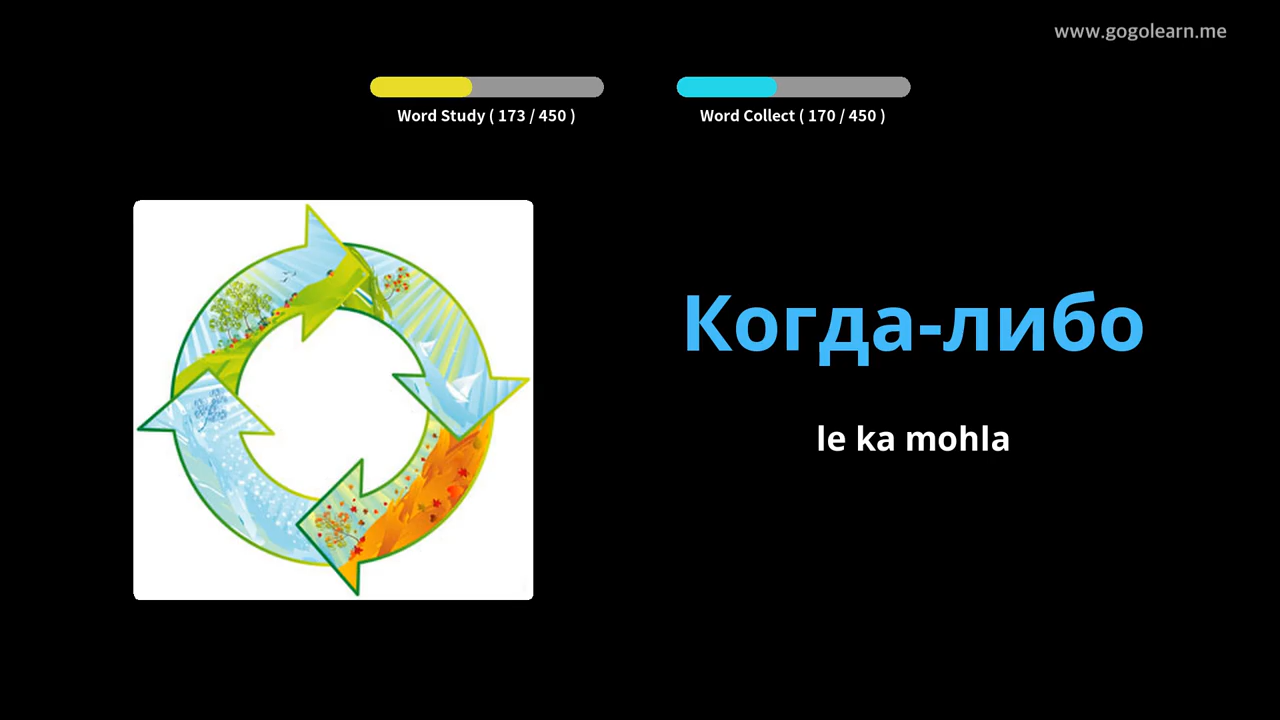 www.gogolearn.me
Word Study ( 173 / 450 )
Word Collect ( 170 / 450 )
Когда-либо
le ka mohla